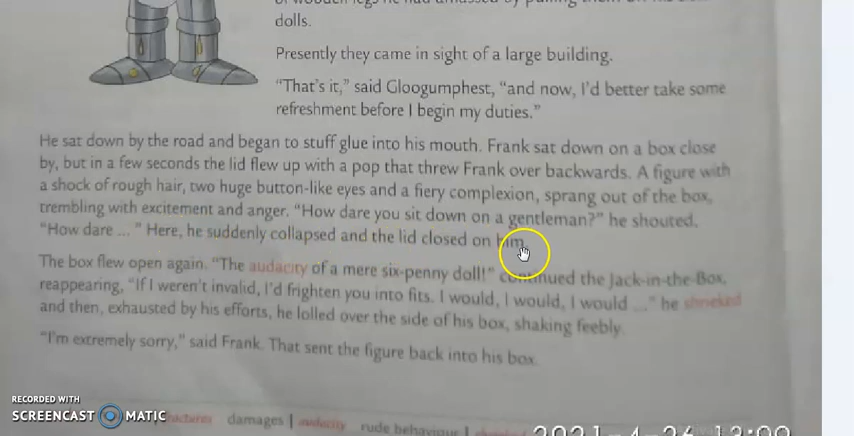 dolls.
Presently they came in sight of a large building.
"That's it," said Gloogumphest, "and now, I'd better take some
refreshment before I begin my duties."
He sat down by the road and began to stuff glue into his mouth. Frank sat down on a box close
by, but in a few seconds the lid flew up with a pop that threw Frank over backwards. A figure with
a shock of rough hair, two huge button-like eyes and a fiery complexion, sprang out of the box,
trembling with excitement and anger. "How dare you sit down on a gentleman?" he shouted.
"How dare ... " Here, he suddenly collapsed and the lid closed on him.
The box flew open again. "The audacity of a mere six-penny doll!" continued the Jack-in-the-Box,
reappearing, "If I weren't invalid, I'd frighten you into fits. I would, I would, I would ..." he shrieked
and then, exhausted by his efforts, he lolled over the side of his box, shaking feebly.
"I'm extremely sorry," said Frank. That sent the figure back into his box.
damages | audacity rude behaviour |
RECORDED WITH
SCREENCAST MATIC